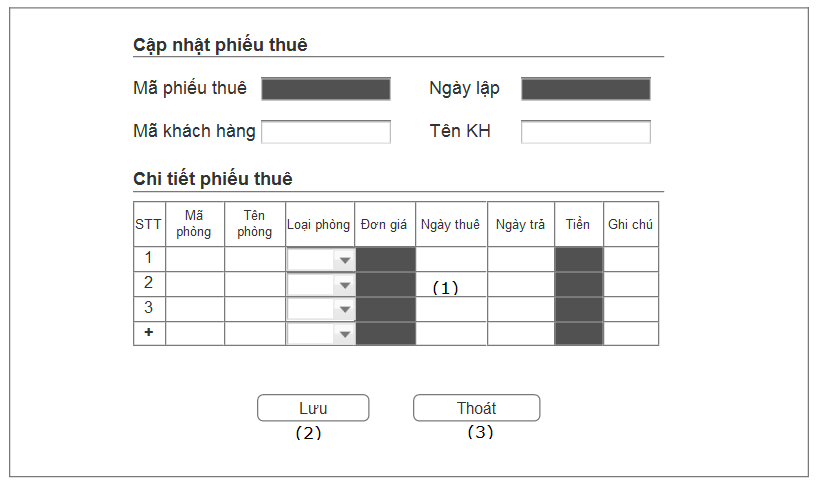 Cập nhật phiếu thuê
Mã phiếu thuê Ngày lập
Mã khách hàng Tên KH
Chi tiết phiếu thuê
STT Mã phòng Tên phòng Loại phòng Đơn giá Ngày thuê Ngày trả Tiền Ghi chú
1
2 (1)
3
+
Lưu Thoát
(2) (3)